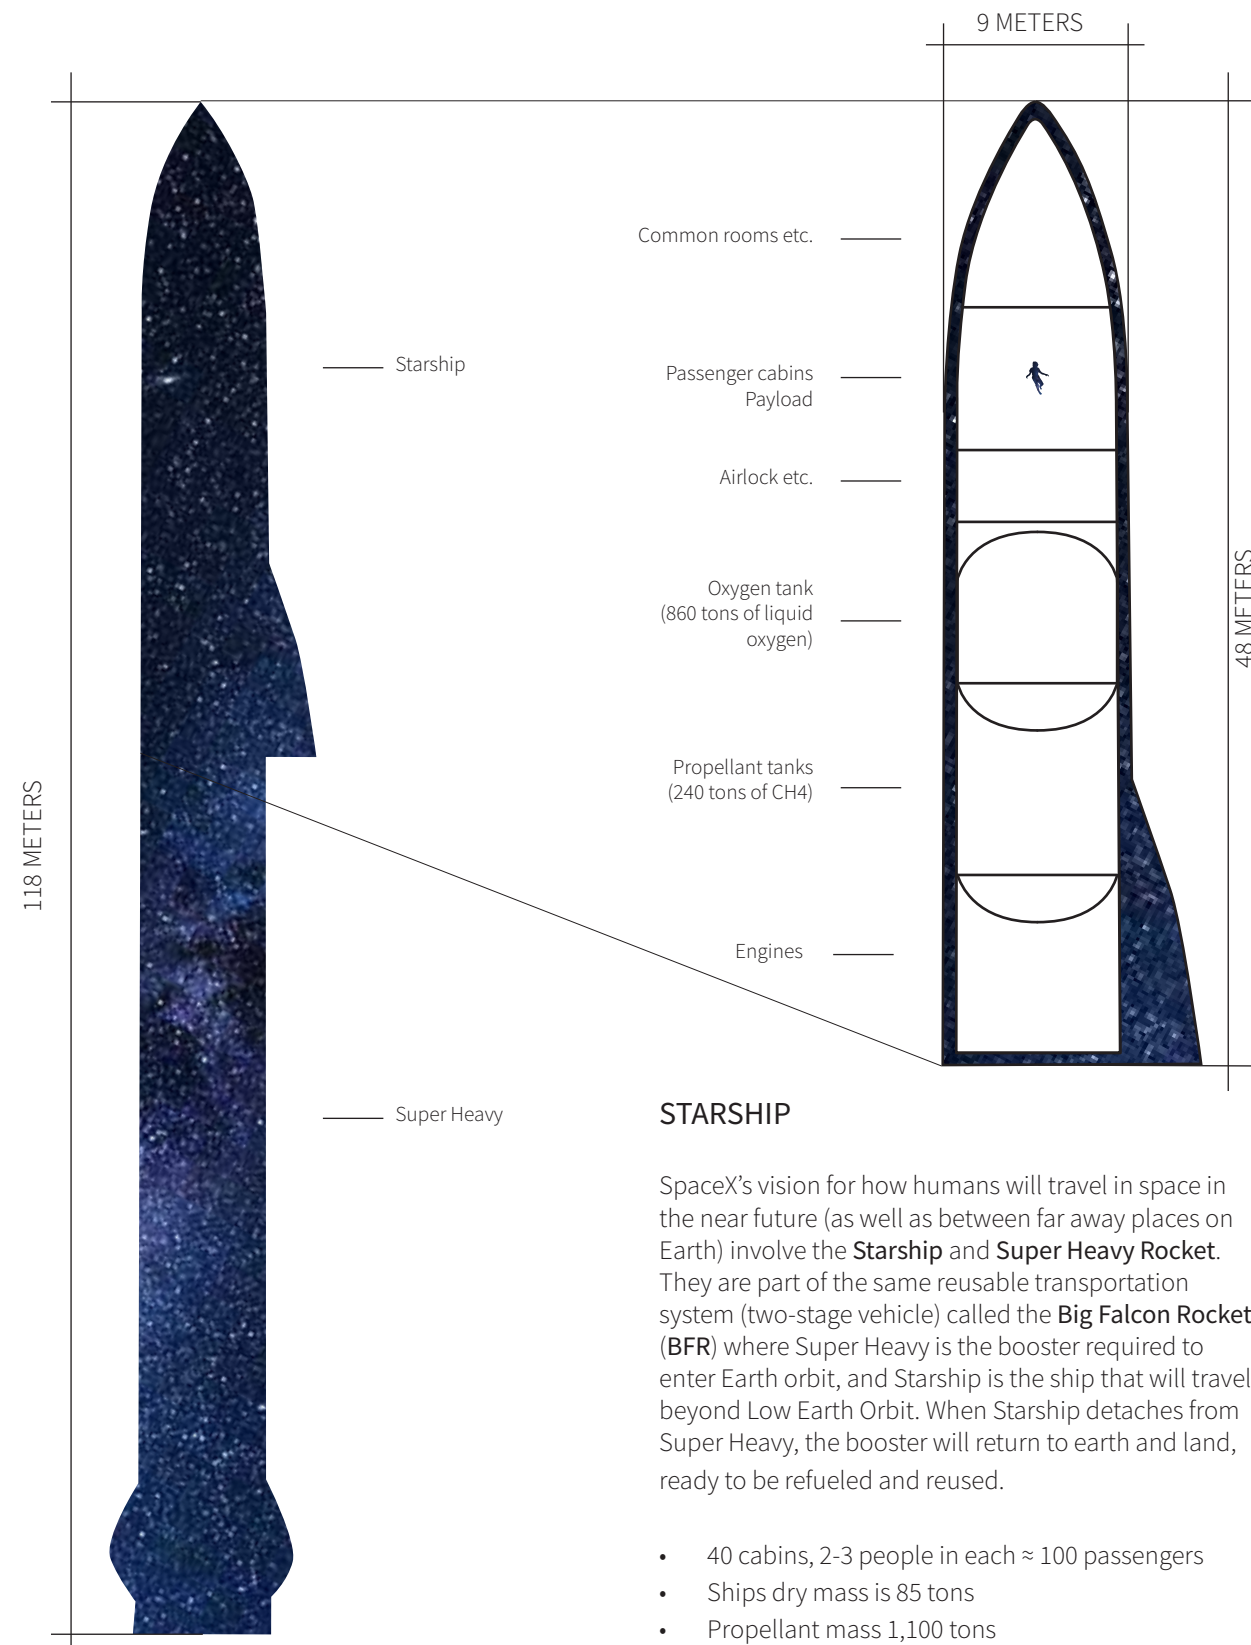 9 METERS
Common rooms etc.
Starship
Passenger cabins
Payload
Airlock etc.
Oxygen tank
(860 tons of liquid
oxygen)
48 METERS
Propellant tanks
(240 tons of CH4)
118 METERS
Engines
Super Heavy
STARSHIP
SpaceX’s vision for how humans will travel in space in
the near future (as well as between far away places on
Earth) involve the Starship and Super Heavy Rocket.
They are part of the same reusable transportation
system (two-stage vehicle) called the Big Falcon Rocket
(BFR) where Super Heavy is the booster required to
enter Earth orbit, and Starship is the ship that will travel
beyond Low Earth Orbit. When Starship detaches from
Super Heavy, the booster will return to earth and land,
ready to be refueled and reused.
• 40 cabins, 2-3 people in each ≈ 100 passengers
• Ships dry mass is 85 tons
• Propellant mass 1,100 tons